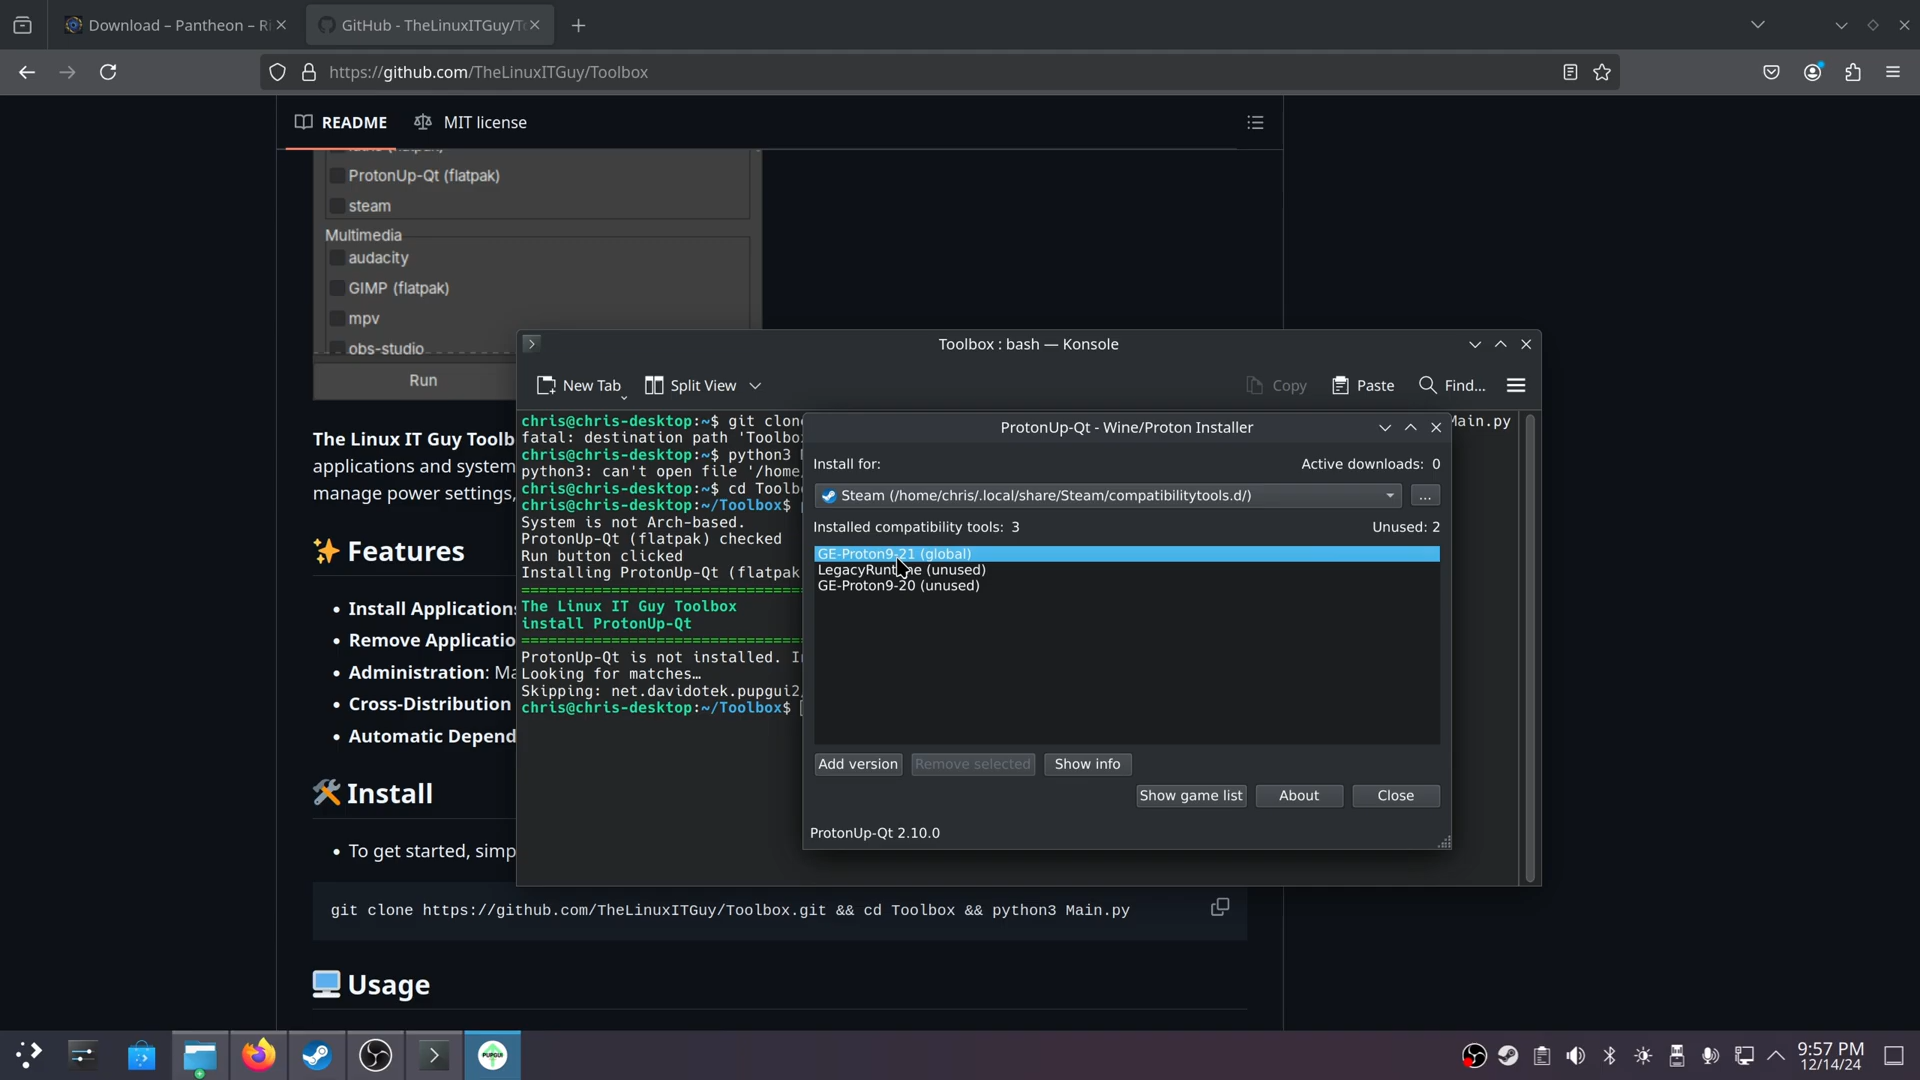 Download – Pantheon – Ri
GitHub - TheLinuxITGuy/To
https://github.com/TheLinuxITGuy/Toolbox
README
MIT license
ProtonUp-Qt (flatpak)
steam
Multimedia
audacity
GIMP (flatpak)
mpv
obs-studio
Run
The Linux IT Guy Toolb
applications and system
manage power settings,
✨ Features
• Install Applications
• Remove Applicatio
• Administration: Ma
• Cross-Distribution
• Automatic Depend
🛠 Install
• To get started, simp
git clone https://github.com/TheLinuxITGuy/Toolbox.git && cd Toolbox && python3 Main.py
🖥 Usage
Toolbox : bash — Konsole
New Tab
Split View
Copy
Paste
Find...
chris@chris-desktop:~$ git clon
Main.py
fatal: destination path 'Toolbo
chris@chris-desktop:~$ python3
python3: can't open file '/home
chris@chris-desktop:~$ cd Toolb
chris@chris-desktop:~/Toolbox$
System is not Arch-based.
ProtonUp-Qt (flatpak) checked
Run button clicked
Installing ProtonUp-Qt (flatpak
The Linux IT Guy Toolbox
install ProtonUp-Qt
ProtonUp-Qt is not installed.
Looking for matches…
Skipping: net.davidotek.pupgui2
chris@chris-desktop:~/Toolbox$
ProtonUp-Qt - Wine/Proton Installer
Install for:
Active downloads: 0
Steam (/home/chris/.local/share/Steam/compatibilitytools.d/)
...
Installed compatibility tools: 3
Unused: 2
GE-Proton9-21 (global)
LegacyRuntime (unused)
GE-Proton9-20 (unused)
Add version
Remove selected
Show info
Show game list
About
Close
ProtonUp-Qt 2.10.0
PUPGUI
9:57 PM
12/14/24